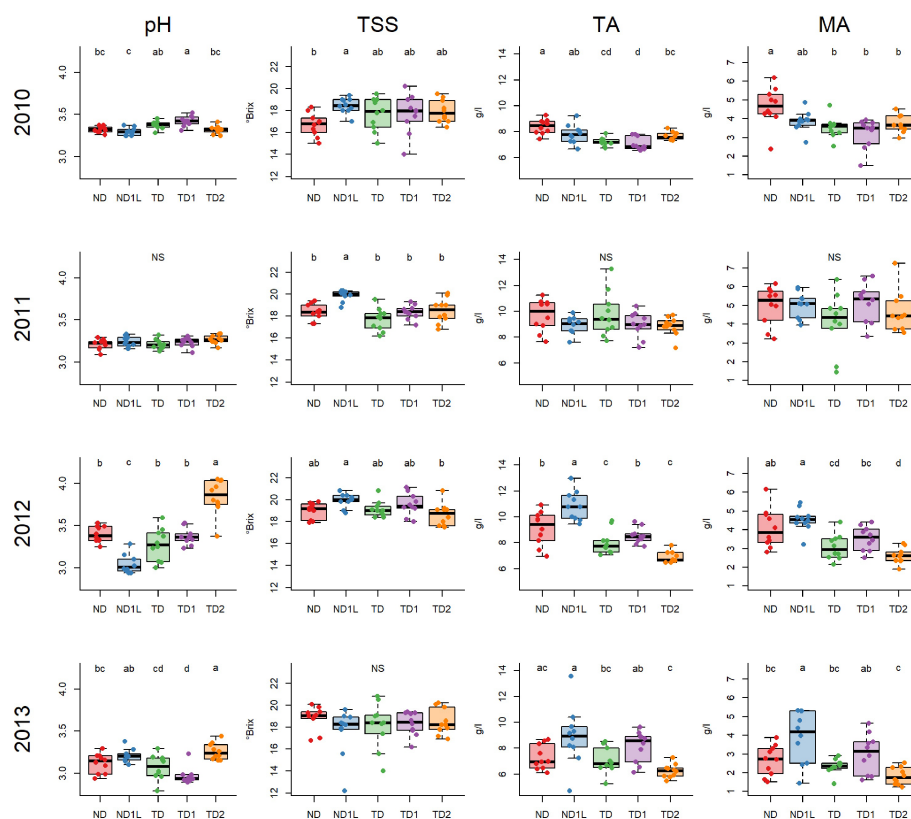 pH TSS TA MA
2010
bc c ab a bc
3.0 3.5 4.0
ND ND1L TD TD1 TD2
b a ab ab ab
°Brix
12 14 16 18 20 22
ND ND1L TD TD1 TD2
a ab cd d bc
g/l
6 8 10 12 14
ND ND1L TD TD1 TD2
a ab b b b
g/l
1 2 3 4 5 6 7
ND ND1L TD TD1 TD2
2011
NS
3.0 3.5 4.0
ND ND1L TD TD1 TD2
b a b b b
°Brix
12 14 16 18 20 22
ND ND1L TD TD1 TD2
NS
g/l
6 8 10 12 14
ND ND1L TD TD1 TD2
NS
g/l
1 2 3 4 5 6 7
ND ND1L TD TD1 TD2
2012
b c b b a
3.0 3.5 4.0
ND ND1L TD TD1 TD2
ab a ab ab b
°Brix
12 14 16 18 20 22
ND ND1L TD TD1 TD2
b a c b c
g/l
6 8 10 12 14
ND ND1L TD TD1 TD2
ab a cd bc d
g/l
1 2 3 4 5 6 7
ND ND1L TD TD1 TD2
2013
bc ab cd d a
3.0 3.5 4.0
ND ND1L TD TD1 TD2
NS
°Brix
12 14 16 18 20 22
ND ND1L TD TD1 TD2
ac a bc ab c
g/l
6 8 10 12 14
ND ND1L TD TD1 TD2
bc a bc ab c
g/l
1 2 3 4 5 6 7
ND ND1L TD TD1 TD2